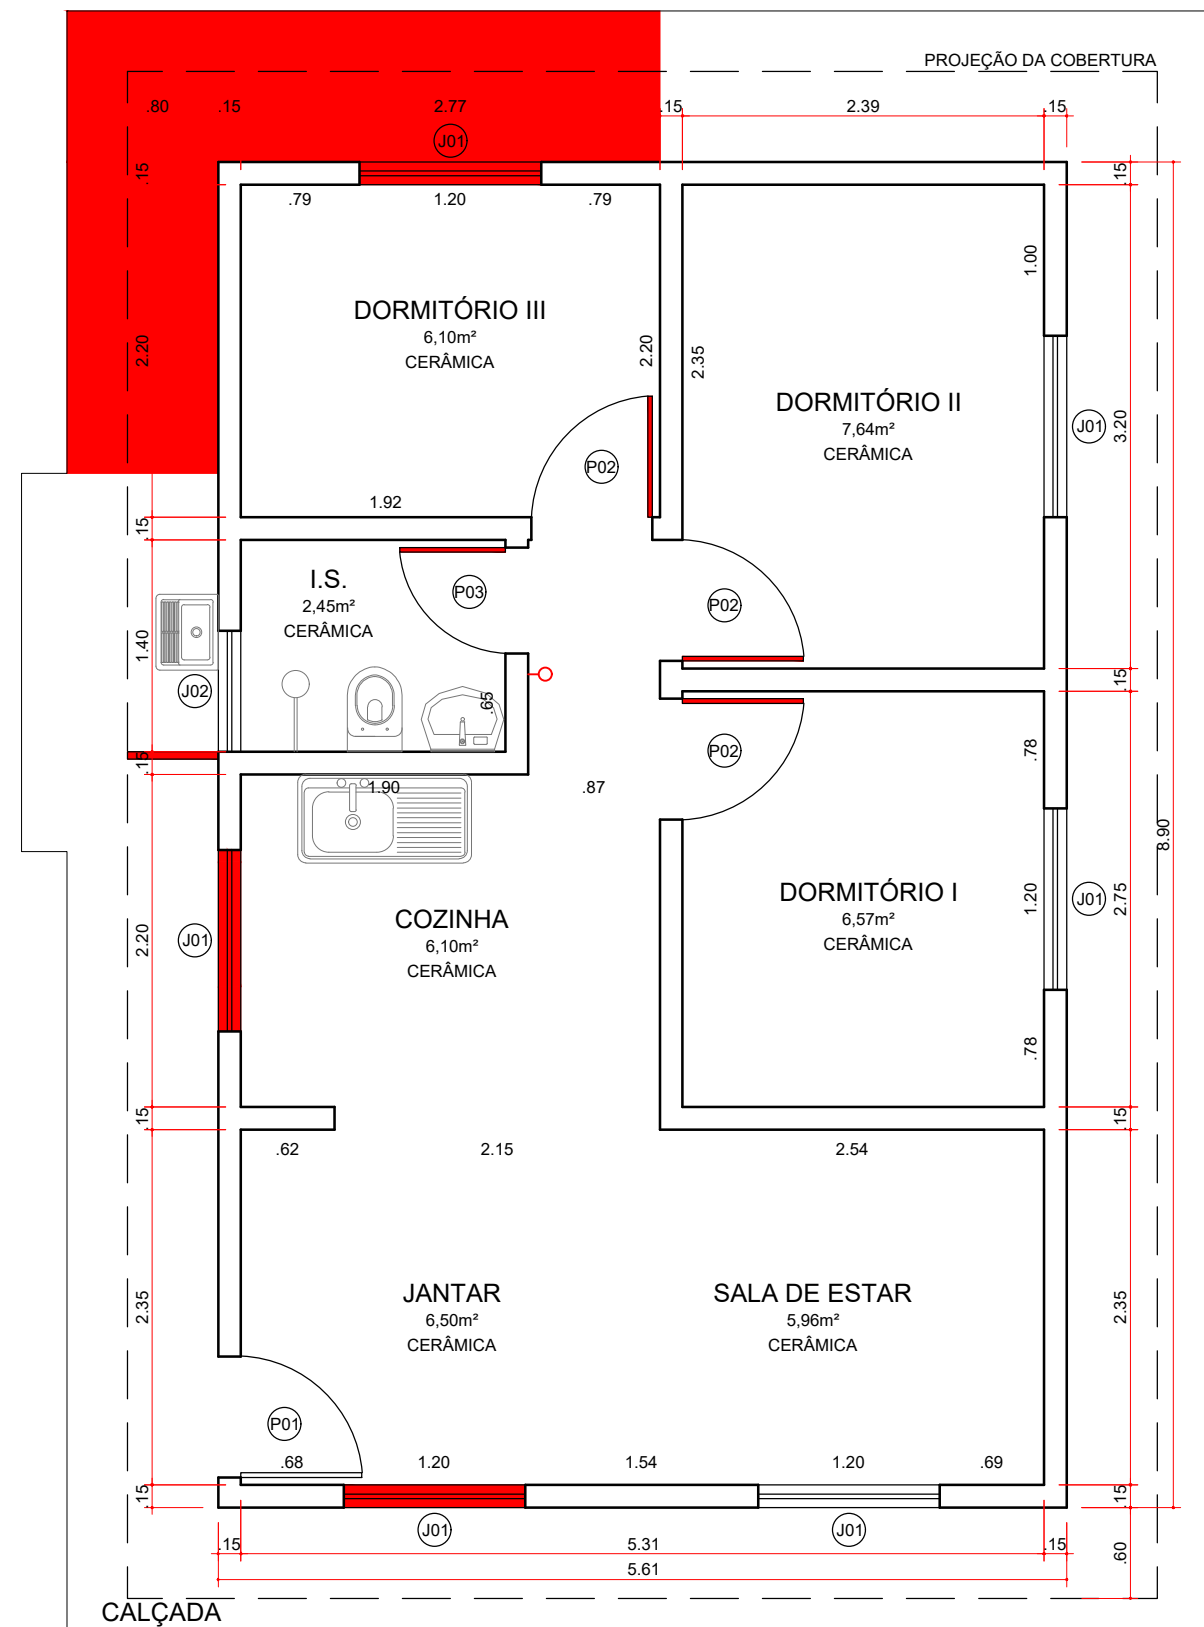 PROJEÇÃO DA COBERTURA
.80
.15
2.77
.15
2.39
.15
J01
.15
.15
.79
1.20
.79
1.00
DORMITÓRIO III
6,10m²
CERÂMICA
2.20
2.20
2.35
DORMITÓRIO II
7,64m²
CERÂMICA
J01
3.20
P02
1.92
.15
I.S.
2,45m²
CERÂMICA
P03
P02
1.40
J02
.65
.15
.15
P02
.78
1.90
.87
8.90
DORMITÓRIO I
6,57m²
CERÂMICA
1.20
J01
2.75
COZINHA
6,10m²
CERÂMICA
2.20
J01
.78
.15
.15
.62
2.15
2.54
JANTAR
6,50m²
CERÂMICA
SALA DE ESTAR
5,96m²
CERÂMICA
2.35
2.35
P01
.68
1.20
1.54
1.20
.69
.15
.15
J01
J01
.15
5.31
.15
5.61
.60
CALÇADA